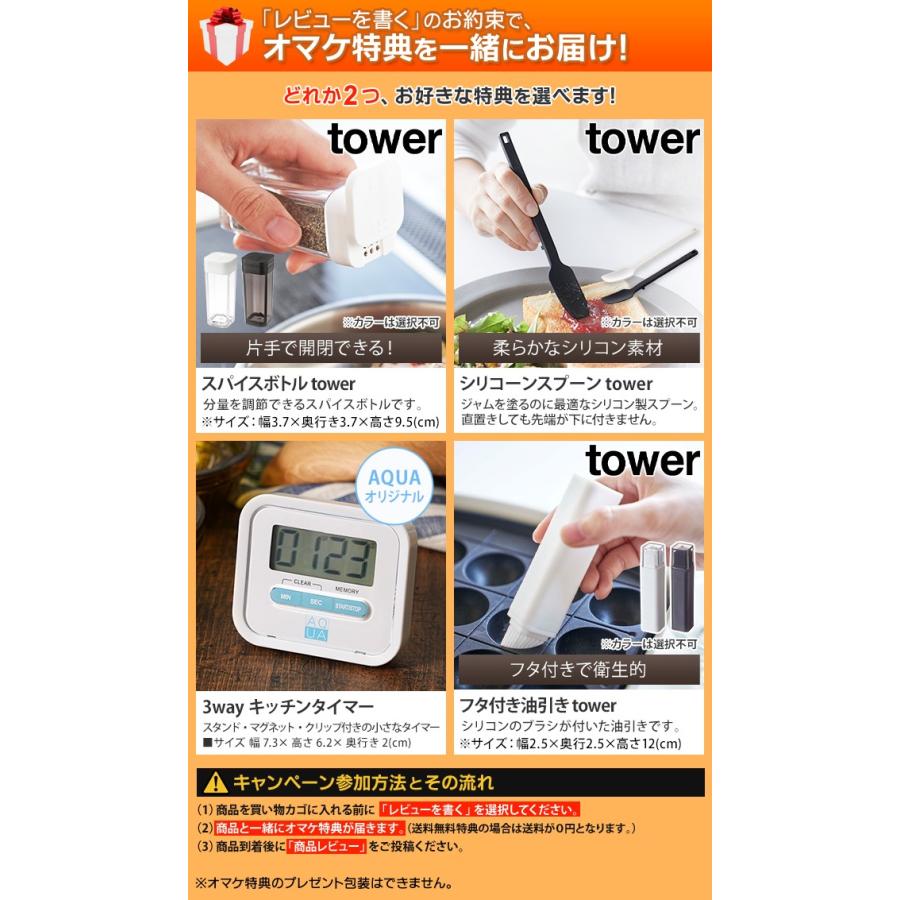 「レビューを書く」のお約束で、
オマケ特典を一緒にお届け!
どれか2つ、お好きな特典を選べます!
tower
※カラーは選択不可
片手で開閉できる!
スパイスボトル tower
分量を調節できるスパイスボトルです。
※サイズ：幅3.7×奥行き3.7×高さ9.5(cm)
tower
※カラーは選択不可
柔らかなシリコン素材
シリコーンスプーン tower
ジャムを塗るのに最適なシリコン製スプーン。
直置きしても先端が下に付きません。
AQUA
オリジナル
0123
CLEAR
MEMORY
MIN SEC START/STOP
AQ
UA
3way キッチンタイマー
スタンド・マグネット・クリップ付きの小さなタイマー
■サイズ 幅 7.3× 高さ 6.2× 奥行き 2(cm)
tower
※カラーは選択不可
フタ付きで衛生的
フタ付き油引き tower
シリコンのブラシが付いた油引きです。
※サイズ：幅2.5×奥行2.5×高さ12(cm)
キャンペーン参加方法とその流れ
(1) 商品を買い物カゴに入れる前に「レビューを書く」を選択してください。
(2) 商品と一緒にオマケ特典が届きます。(送料無料特典の場合は送料が0円となります。)
(3) 商品到着後に「商品レビュー」をご投稿ください。
※オマケ特典のプレゼント包装はできません。